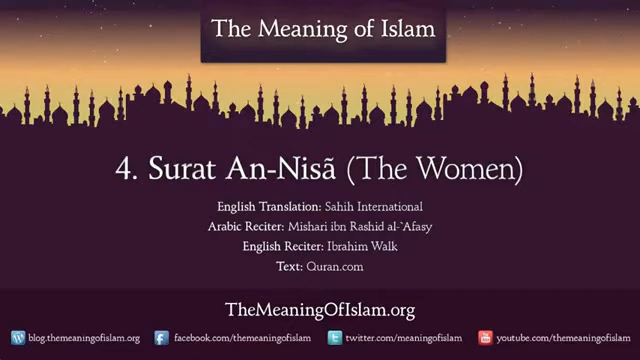 The Meaning of Islam
4. Surat An-Nisã (The Women)
English Translation: Sahih International
Arabic Reciter: Mishari ibn Rashid al-`Afasy
English Reciter: Ibrahim Walk
Text: Quran.com
TheMeaningOfIslam.org
blog.themeaningofislam.org facebook.com/themeaningofislam twitter.com/meaningofislam youtube.com/themeaningofislam